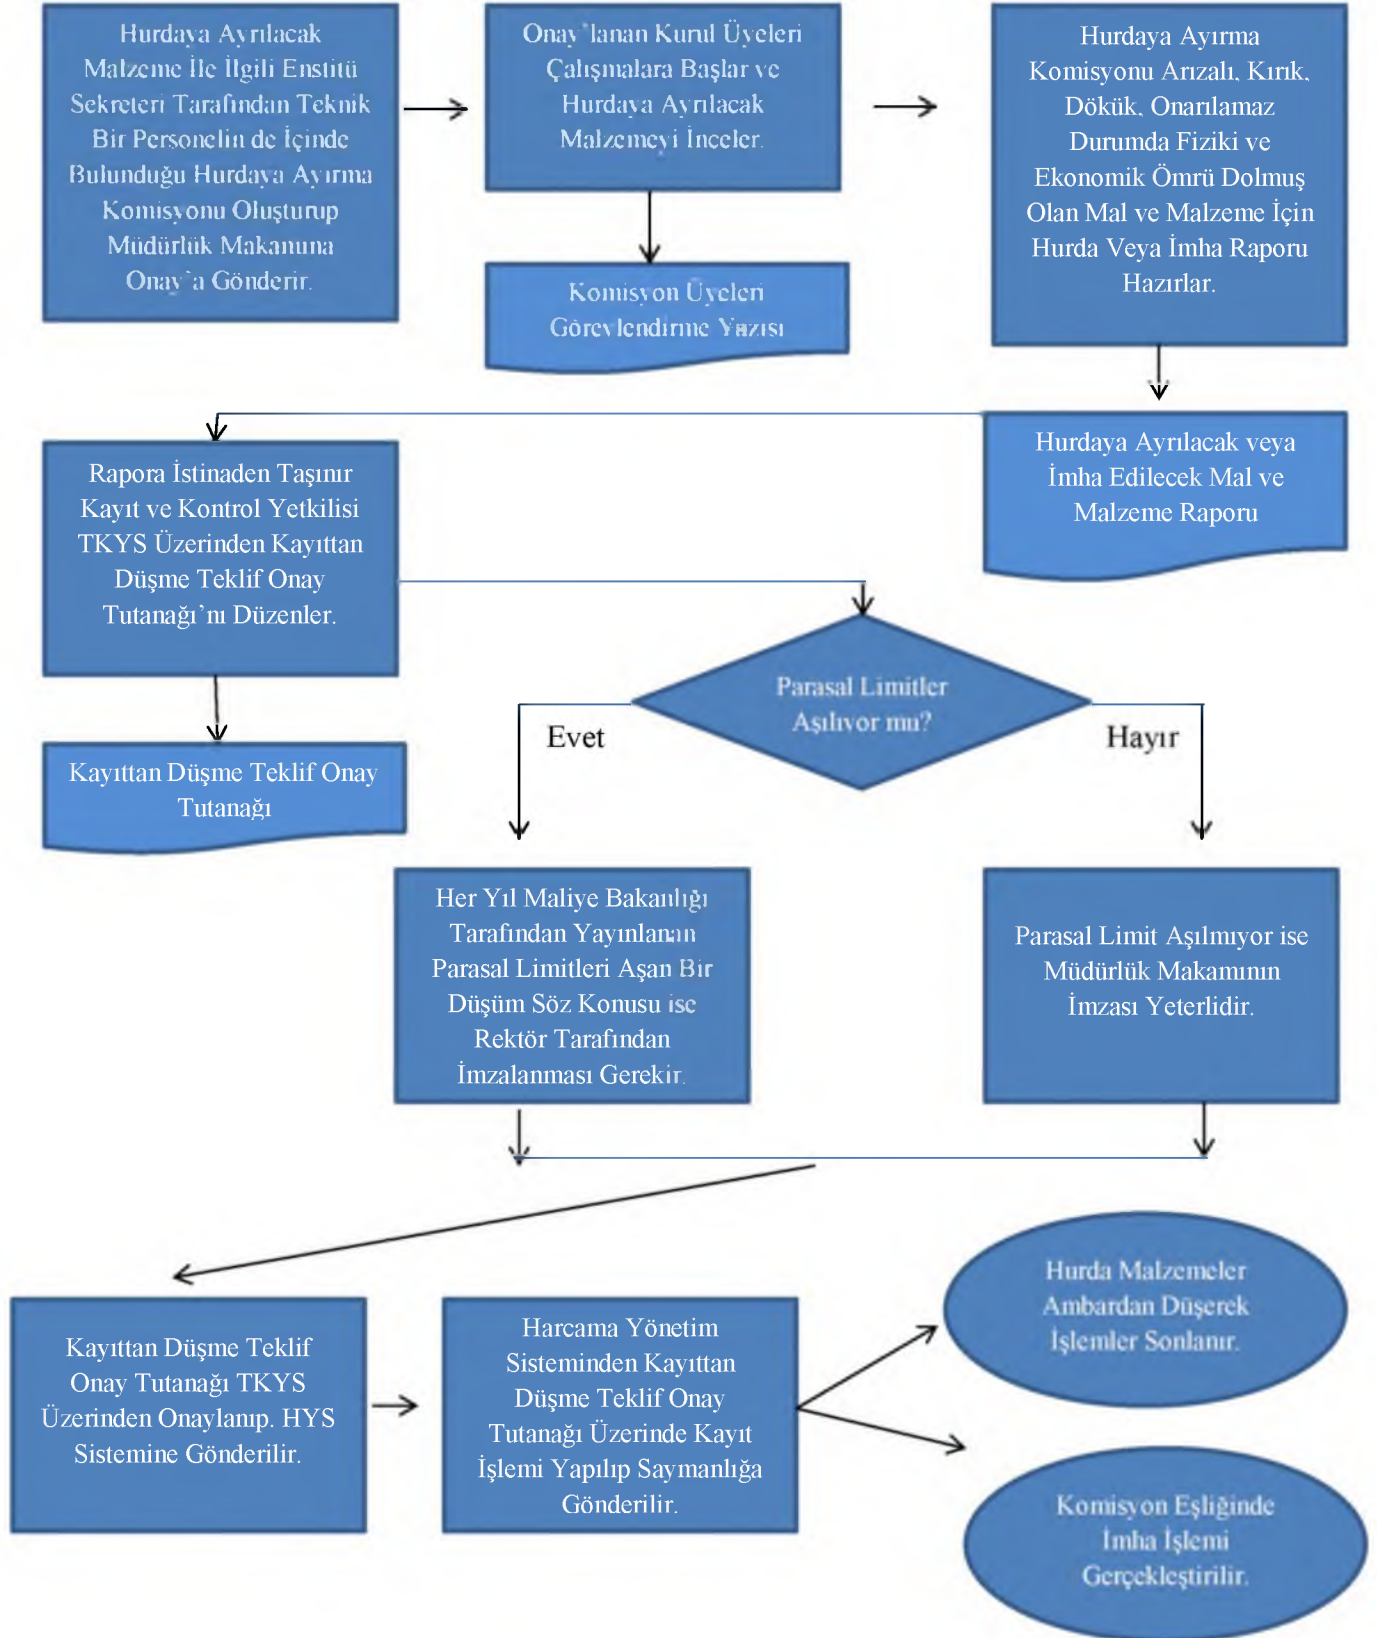 Hurdaya Ayrılacak
Malzeme İle İlgili Enstitü
Sekreteri Tarafından Teknik
Bir Personelin de İçinde
Bulunduğu Hurdaya Ayırma
Komisyonu Oluşturup
Müdürlük Makamına
Onay'a Gönderir.
Onay'lanan Kurul Üyeleri
Çalışmalara Başlar ve
Hurdaya Ayrılacak
Malzemeyi İnceler.
Komisyon Üyeleri
Görevlendirme Yazısı
Hurdaya Ayırma
Komisyonu Arızalı, Kırık,
Dökük, Onarılamaz
Durumda Fiziki ve
Ekonomik Ömrü Dolmuş
Olan Mal ve Malzeme İçin
Hurda Veya İmha Raporu
Hazırlar.
Hurdaya Ayrılacak veya
İmha Edilecek Mal ve
Malzeme Raporu
Rapora İstinaden Taşınır
Kayıt ve Kontrol Yetkilisi
TKYS Üzerinden Kayıttan
Düşme Teklif Onay
Tutanağı'nı Düzenler.
Kayıttan Düşme Teklif Onay
Tutanağı
Parasal Limitler
Aşılıyor mu?
Evet
Hayır
Her Yıl Maliye Bakanlığı
Tarafından Yayınlanan
Parasal Limitleri Aşan Bir
Düşüm Söz Konusu ise
Rektör Tarafından
İmzalanması Gerekir.
Parasal Limit Aşılmıyor ise
Müdürlük Makamının
İmzası Yeterlidir.
Kayıttan Düşme Teklif
Onay Tutanağı TKYS
Üzerinden Onaylanıp. HYS
Sistemine Gönderilir.
Harcama Yönetim
Sisteminden Kayıttan
Düşme Teklif Onay
Tutanağı Üzerinde Kayıt
İşlemi Yapılıp Saymanlığa
Gönderilir.
Hurda Malzemeler
Ambardan Düşerek
İşlemler Sonlanır.
Komisyon Eşliğinde
İmha İşlemi
Gerçekleştirilir.